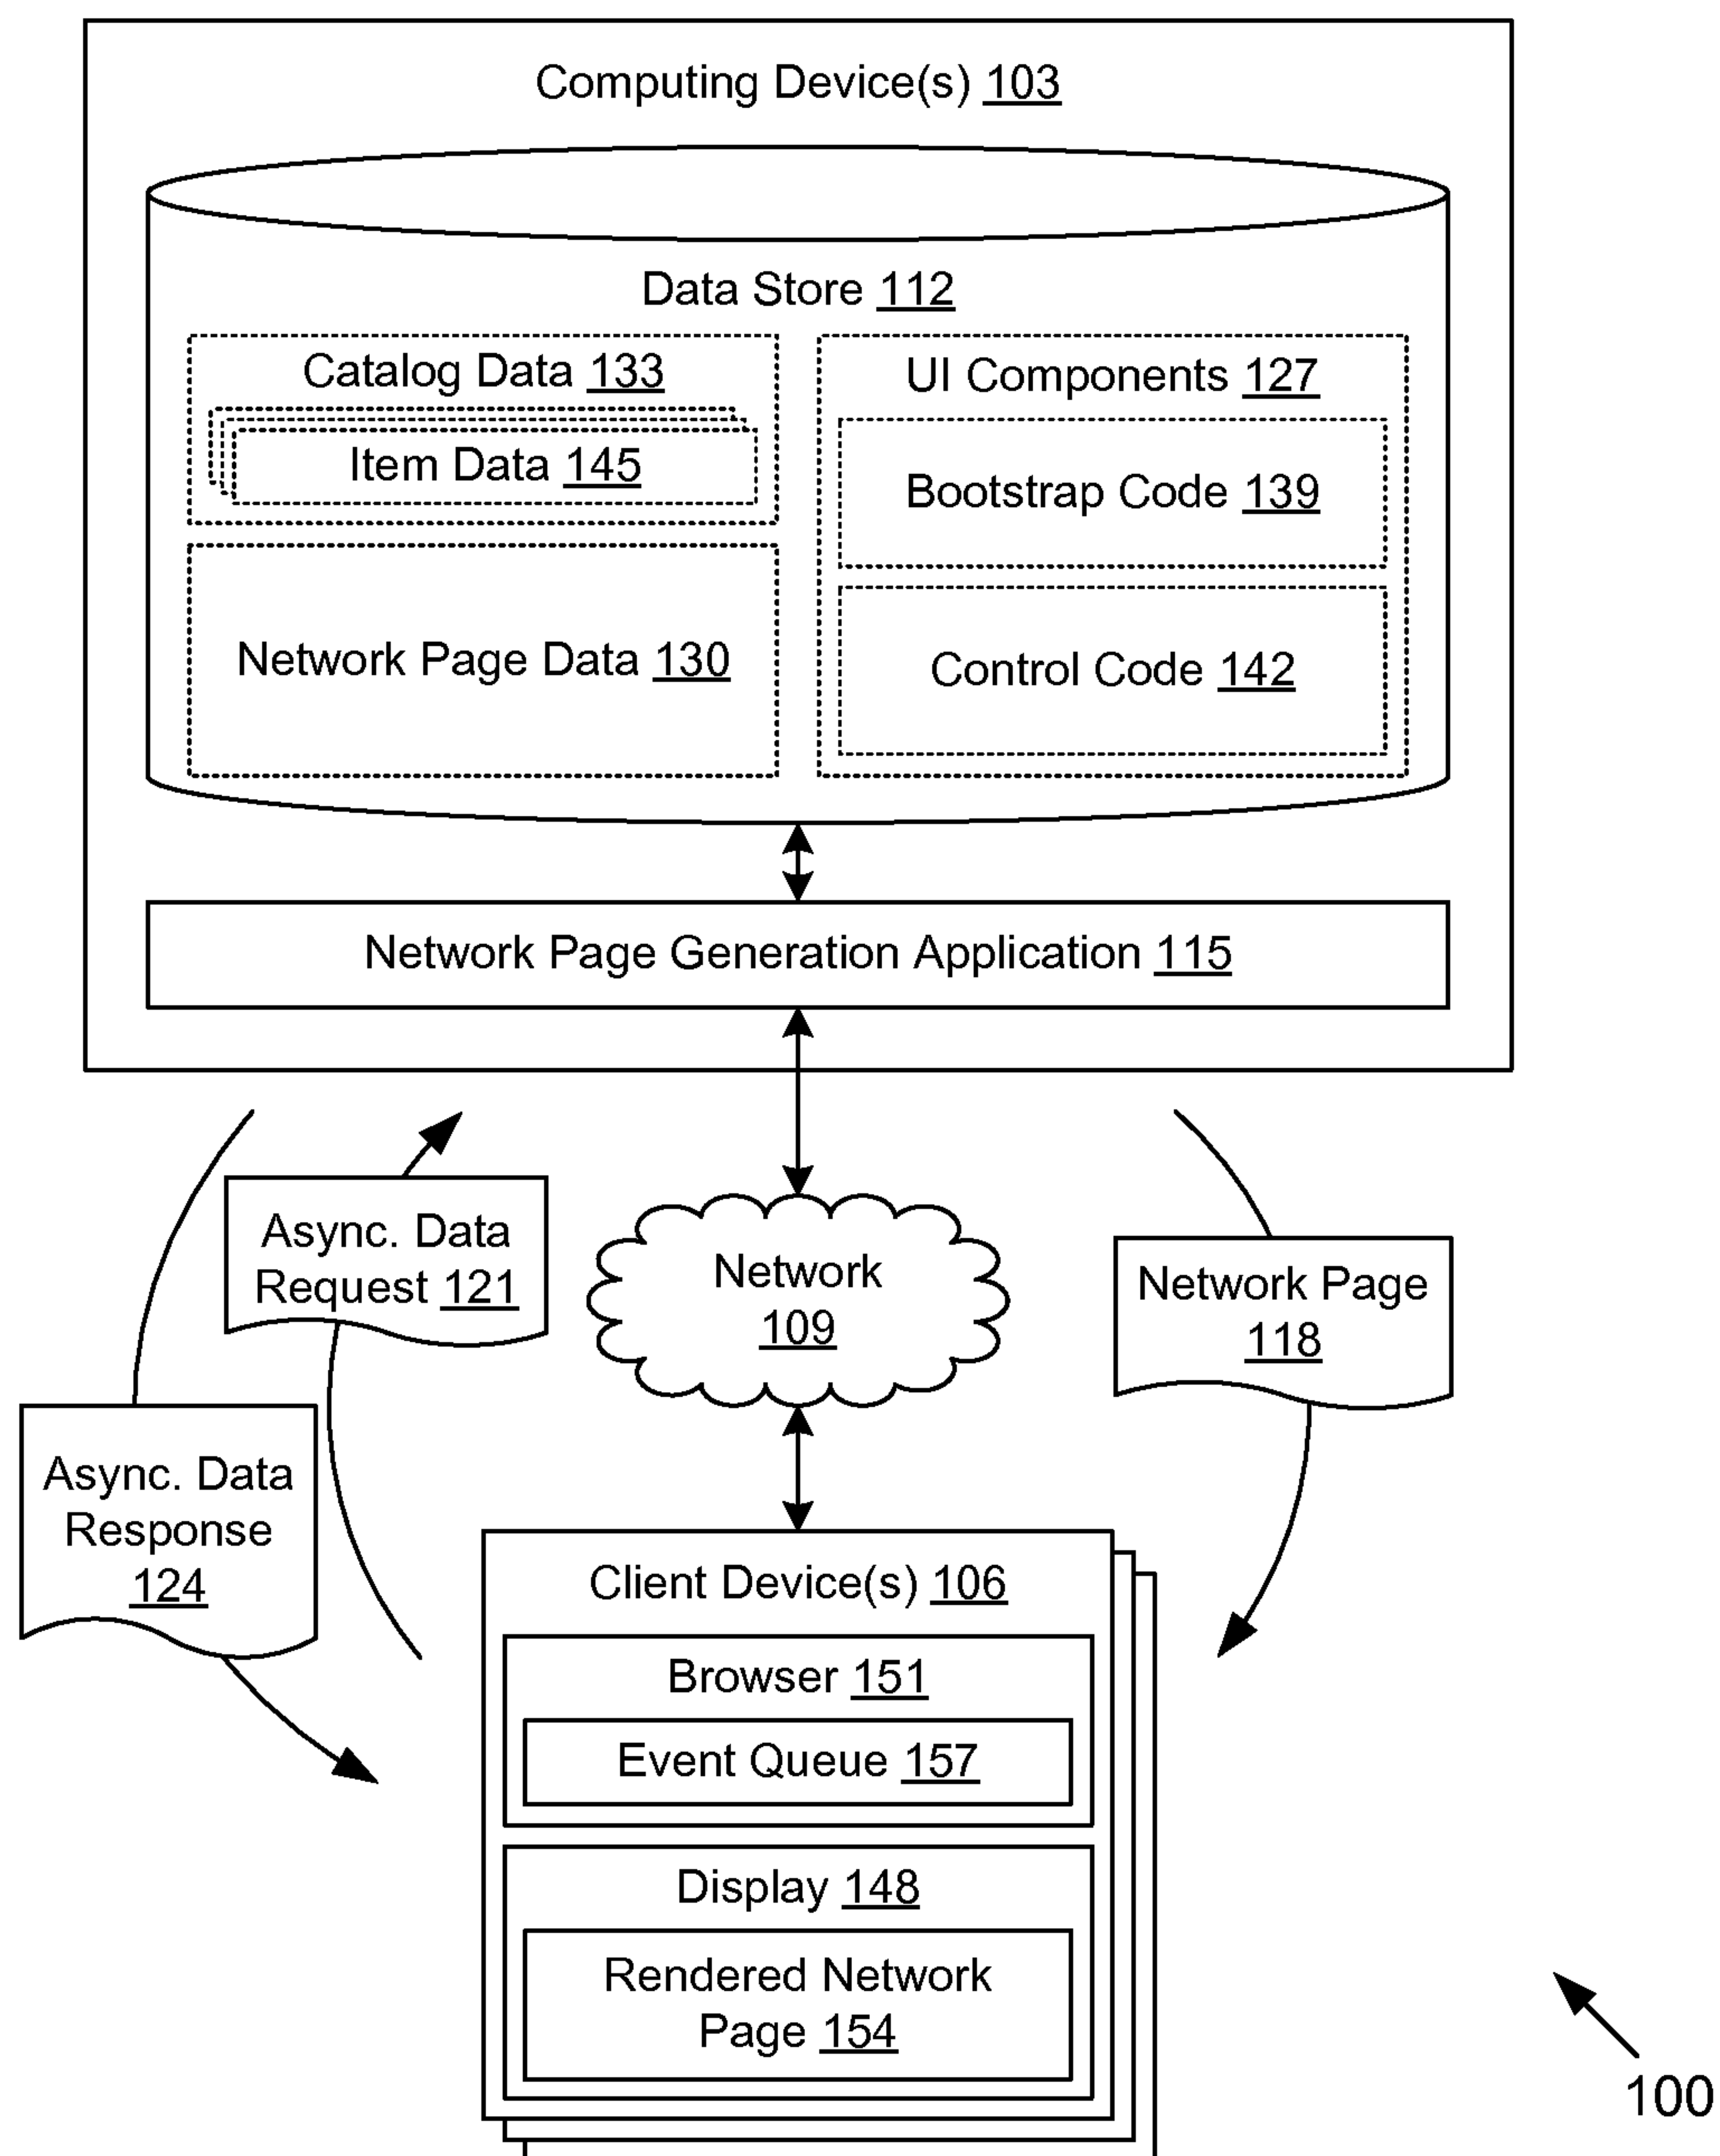 Computing Device(s) 103
Data Store 112
Catalog Data 133
Item Data 145
Network Page Data 130
UI Components 127
Bootstrap Code 139
Control Code 142
Network Page Generation Application 115
Async. Data
Request 121
Network
109
Network Page
118
Async. Data
Response
124
Client Device(s) 106
Browser 151
Event Queue 157
Display 148
Rendered Network
Page 154
100